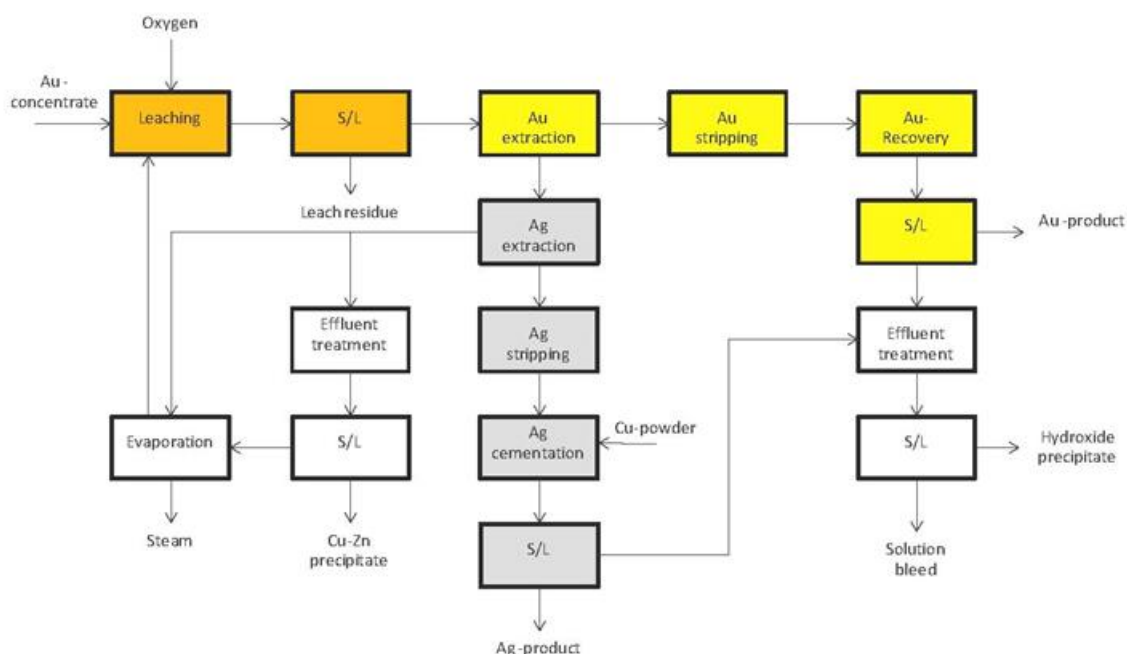 Oxygen
Au -
concentrate
Leaching
S/L
Au
extraction
Au
stripping
Au-
Recovery
Leach residue
Ag
extraction
S/L
Au -product
Effluent
treatment
Ag
stripping
Effluent
treatment
Evaporation
S/L
Ag
cementation
Cu-powder
S/L
Hydroxide
precipitate
Steam
Cu-Zn
precipitate
S/L
Solution
bleed
Ag -product